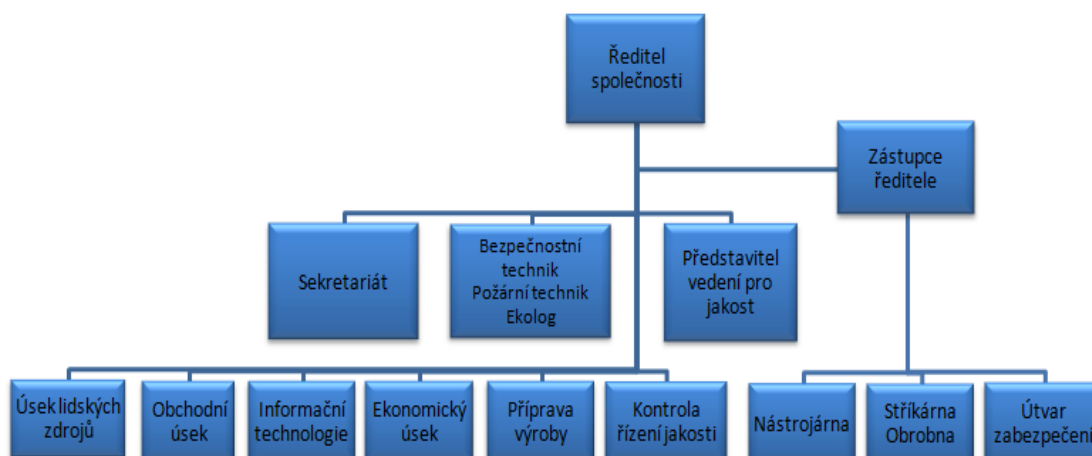 Ředitel
společnosti
Zástupce
ředitele
Sekretariát
Bezpečnostní
technik
Požární technik
Ekolog
Představitel
vedení pro
jakost
Úsek lidských
zdrojů
Obchodní
úsek
Informační
technologie
Ekonomický
úsek
Příprava
výroby
Kontrola
řízení jakosti
Nástrojárna
Stříkárna
Obrobna
Útvar
zabezpečení